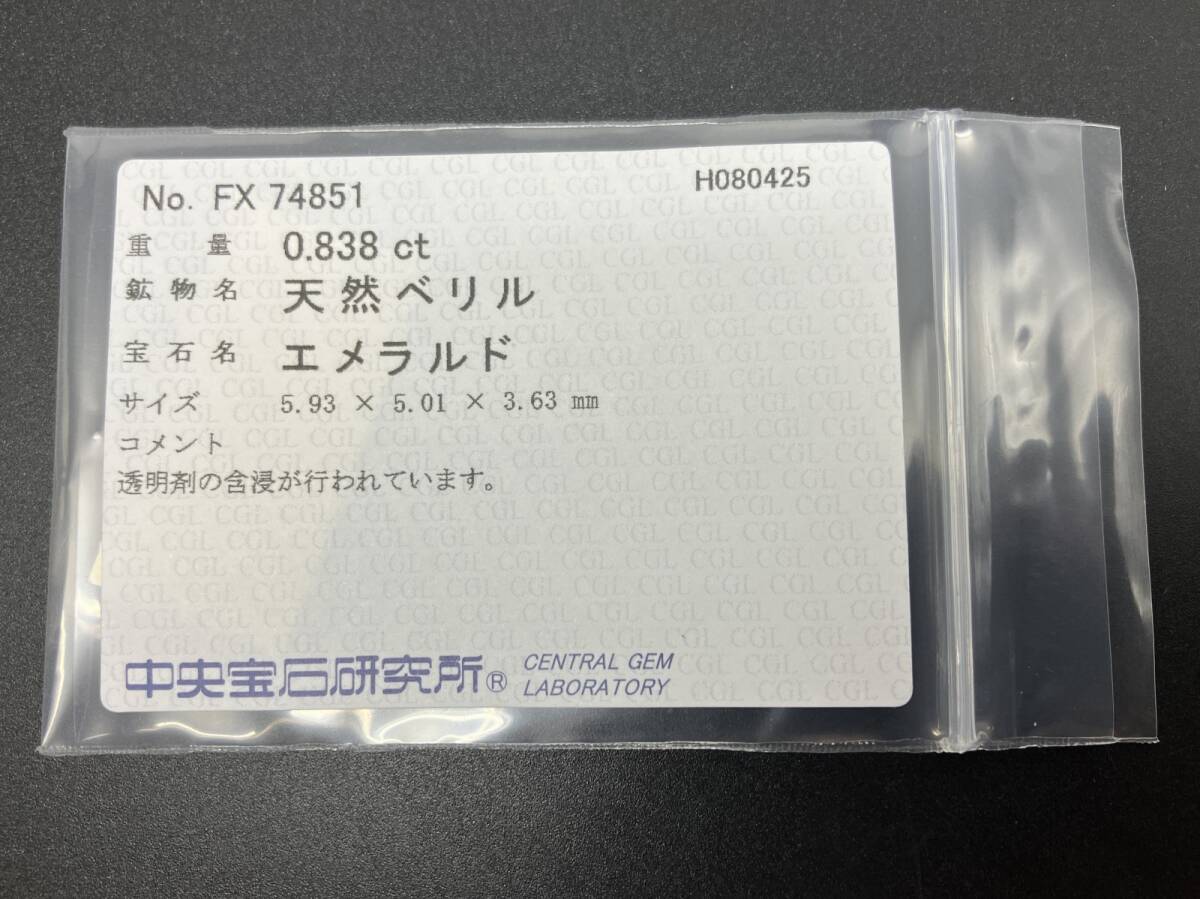 No. FX 74851
H080425
重 量 0.838 ct
鉱物名 天然ベリル
宝石名 エメラルド
サイズ 5.93 × 5.01 × 3.63 mm
コメント
透明剤の含浸が行われています。
中央宝石研究所® CENTRAL GEM
LABORATORY